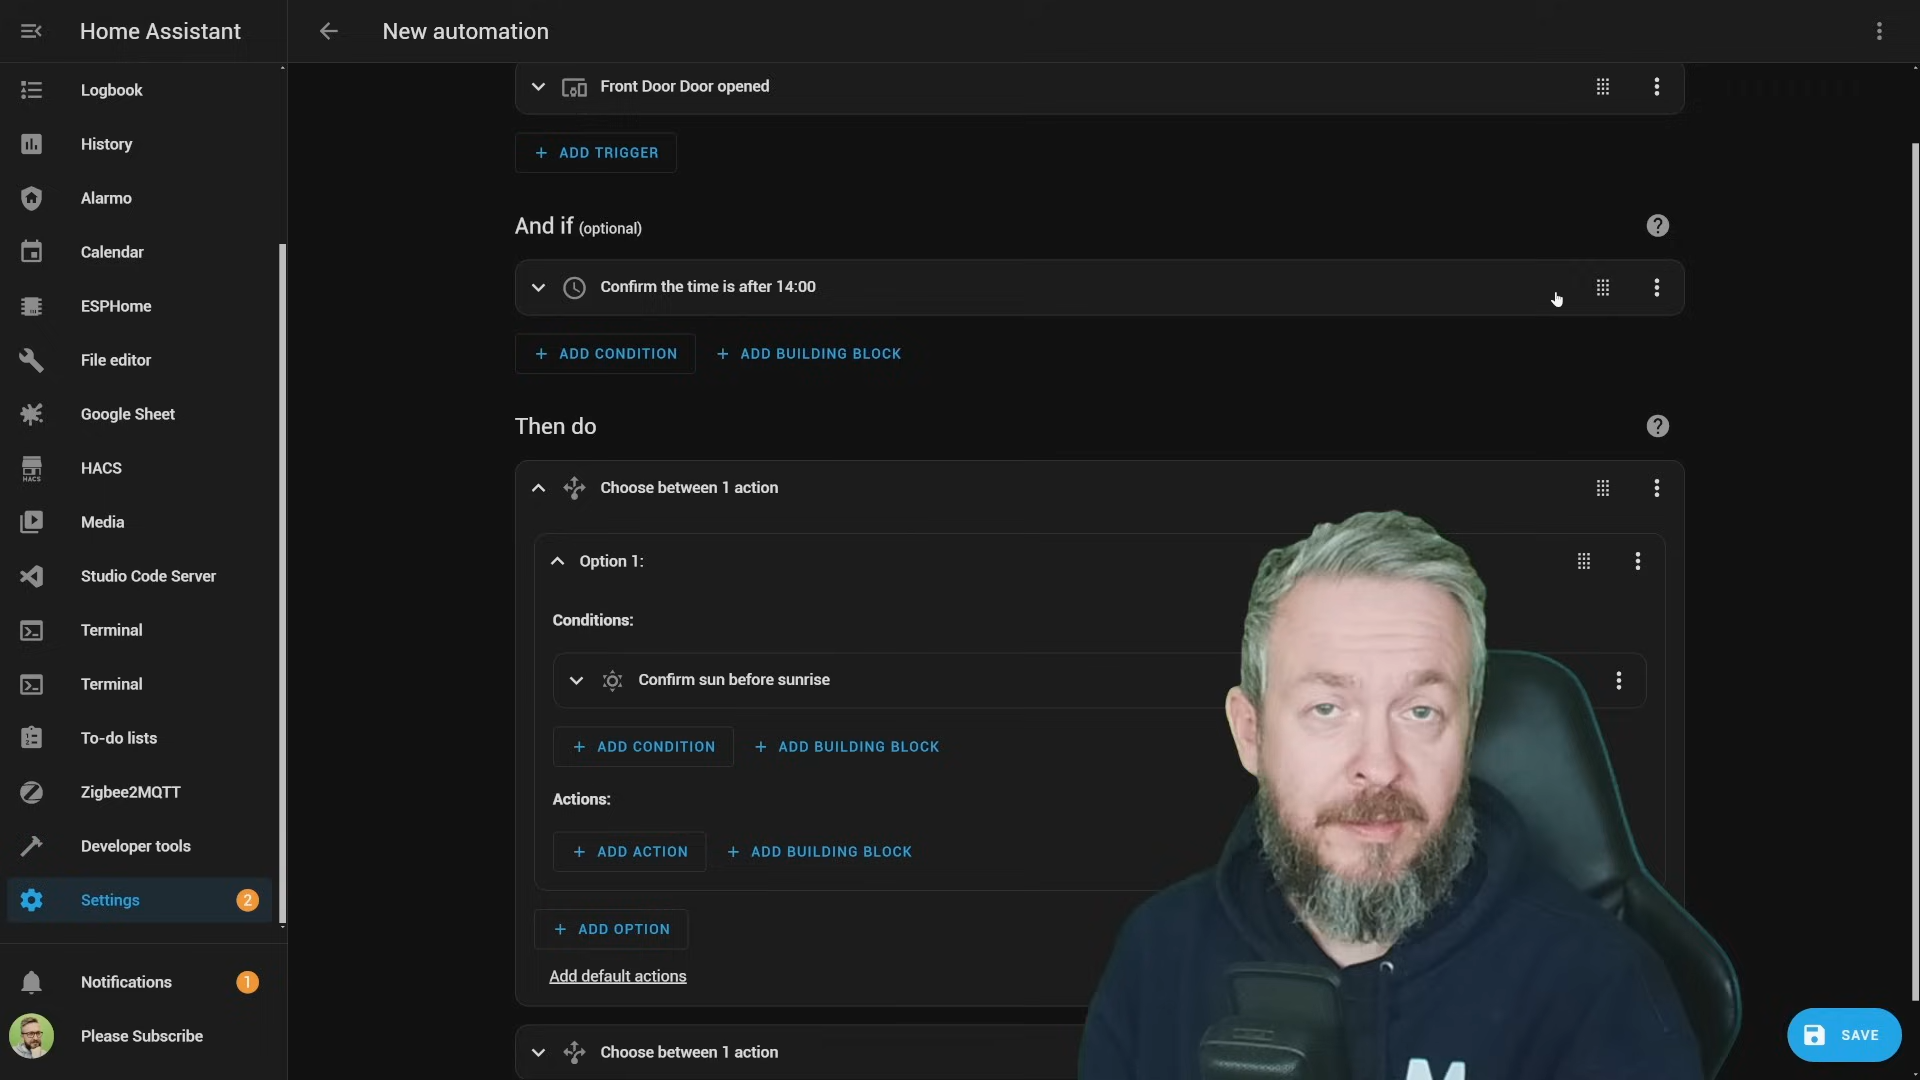 Home Assistant
New automation
Logbook
History
Alarmo
Calendar
ESPHome
File editor
Google Sheet
HACS
HACS
Media
Studio Code Server
Terminal
Terminal
To-do lists
Zigbee2MQTT
Developer tools
Settings
2
Notifications
1
Please Subscribe
Front Door Door opened
+ ADD TRIGGER
And if (optional)
?
Confirm the time is after 14:00
+ ADD CONDITION
+ ADD BUILDING BLOCK
Then do
?
Choose between 1 action
Option 1:
Conditions:
Confirm sun before sunrise
+ ADD CONDITION
+ ADD BUILDING BLOCK
Actions:
+ ADD ACTION
+ ADD BUILDING BLOCK
+ ADD OPTION
Add default actions
Choose between 1 action
SAVE